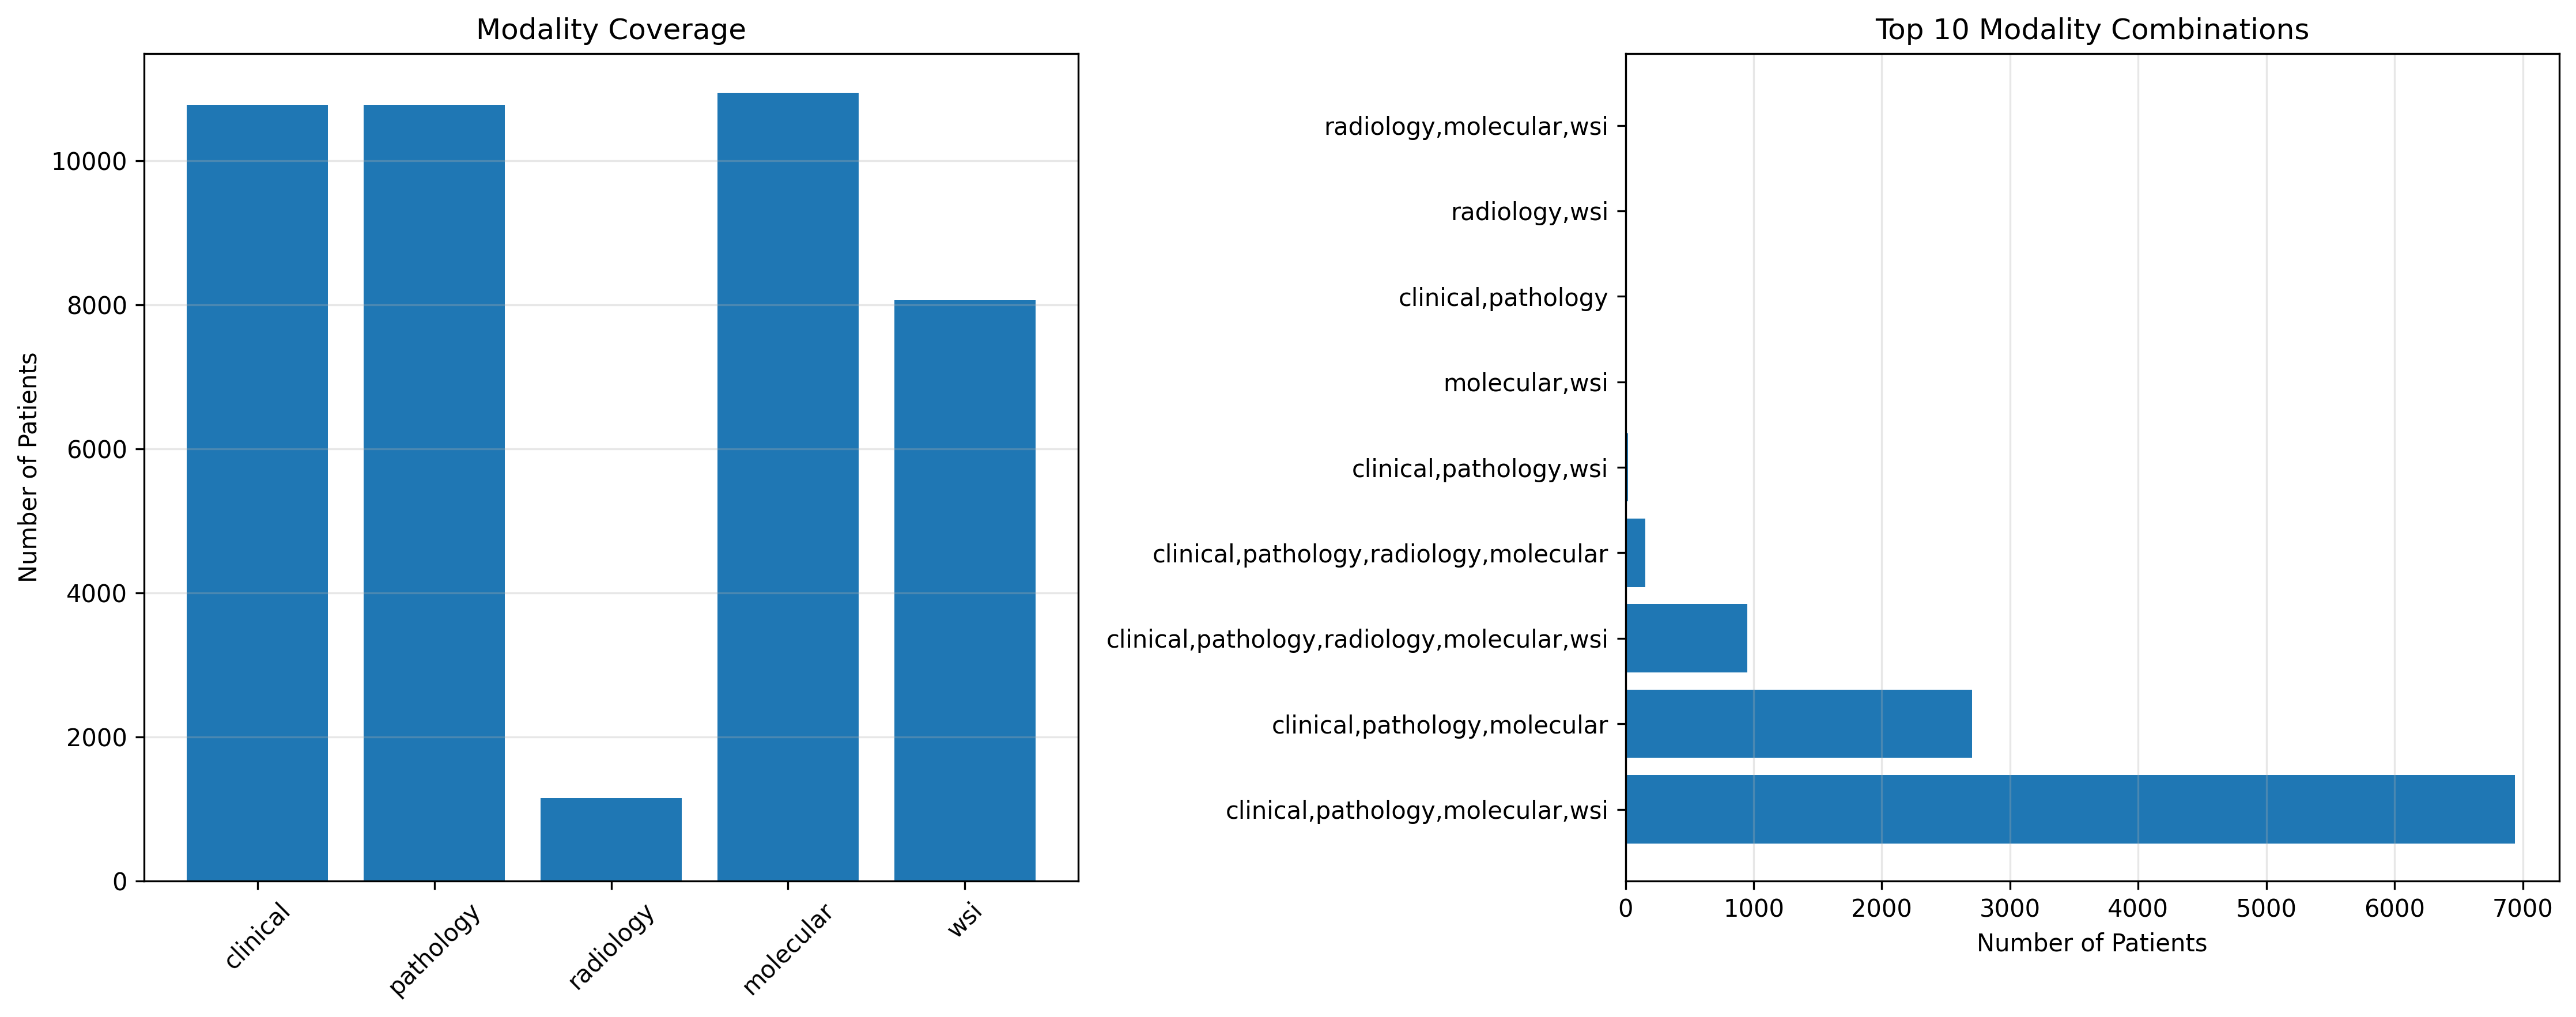 Modality Coverage
Number of Patients
10000
8000
6000
4000
2000
0
clinical
pathology
radiology
molecular
wsi
Top 10 Modality Combinations
radiology,molecular,wsi
radiology,wsi
clinical,pathology
molecular,wsi
clinical,pathology,wsi
clinical,pathology,radiology,molecular
clinical,pathology,radiology,molecular,wsi
clinical,pathology,molecular
clinical,pathology,molecular,wsi
0 1000 2000 3000 4000 5000 6000 7000
Number of Patients